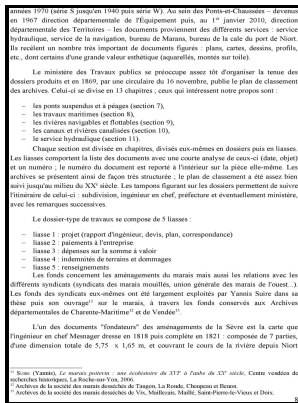 années 1970 (série S jusqu'en 1940 puis série W). Au sein des Ponts-et-Chaussées – devenus
en 1967 direction départementale de l'Équipement puis, au 1er janvier 2010, direction
départementale des Territoires – les documents proviennent des différents services : service
hydraulique, service de la navigation, bureau de Marans, bureau de la cale du port de Niort.
Ils recèlent un nombre très important de documents figurés : plans, cartes, dessins, profils,
etc., dont certains d'une grande valeur esthétique (aquarellés, montés sur toile).
Le ministère des Travaux publics se préoccupe assez tôt d'organiser la tenue des
dossiers produits et en 1869, par une circulaire du 16 novembre, publie le plan de classement
des archives. Celui-ci se divise en 13 chapitres ; ceux qui intéressent notre propos sont :
– les ponts suspendus et à péages (section 7),
– les travaux maritimes (section 8),
– les rivières navigables et flottables (section 9),
– les canaux et rivières canalisées (section 10),
– le service hydraulique (section 11).
Chaque section est divisée en chapitres, divisés eux-mêmes en dossiers puis en liasses.
Les liasses comportent la liste des documents avec une courte analyse de ceux-ci (date, objet)
et un numéro ; le numéro du document est reporté à l'intérieur sur la pièce elle-même. Les
archives se présentent ainsi de façon très structurée ; le plan de classement a été assez bien
suivi jusqu'au milieu du XXe siècle. Les tampons figurant sur les dossiers permettent de suivre
l'itinéraire de celui-ci : subdivision, ingénieur en chef, préfecture et éventuellement ministère,
avec les remarques successives.
Le dossier-type de travaux se compose de 5 liasses :
– liasse 1 : projet (rapport d'ingénieur, devis, plan, correspondance)
– liasse 2 : paiements à l'entreprise
– liasse 3 : dépenses sur la somme à valoir
– liasse 4 : indemnités de terrains et dommages
– liasse 5 : renseignements
Les fonds concernent les aménagements du marais mais aussi les relations avec les
différents syndicats (syndicats des marais mouillés, union générale des marais de l'ouest...).
Les fonds des syndicats eux-mêmes ont été largement exploités par Yannis Suire dans sa
thèse puis son ouvrage11 sur le marais, à travers les fonds conservés aux Archives
départementales de Charente-Maritime12 et de Vendée13.
L'un des documents "fondateurs" des aménagements de la Sèvre est la carte que
l'ingénieur en chef Mesnager dresse en 1818 puis complète en 1821 : composée de 7 parties,
d'une dimension totale de 5,75 x 1,65 m, et couvrant le cours de la rivière depuis Niort
11 SUIRE (Yannis), Le marais poitevin : une écohistoire du XVIe à l'aube du XXe siècle, Centre vendéen de
recherches historiques, La Roche-sur-Yon, 2006.
12 Archives de la société des marais desséchés de Taugon, La Ronde, Choupeau et Benon.
13 Archives de la société des marais desséchés de Vix, Maillezais, Maillé, Saint-Pierre-le-Vieux et Doix.
8